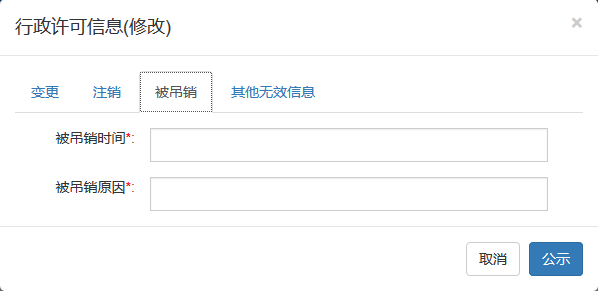 行政许可信息(修改)
×
变更 注销 被吊销 其他无效信息
被吊销时间*:
被吊销原因*:
取消 公示